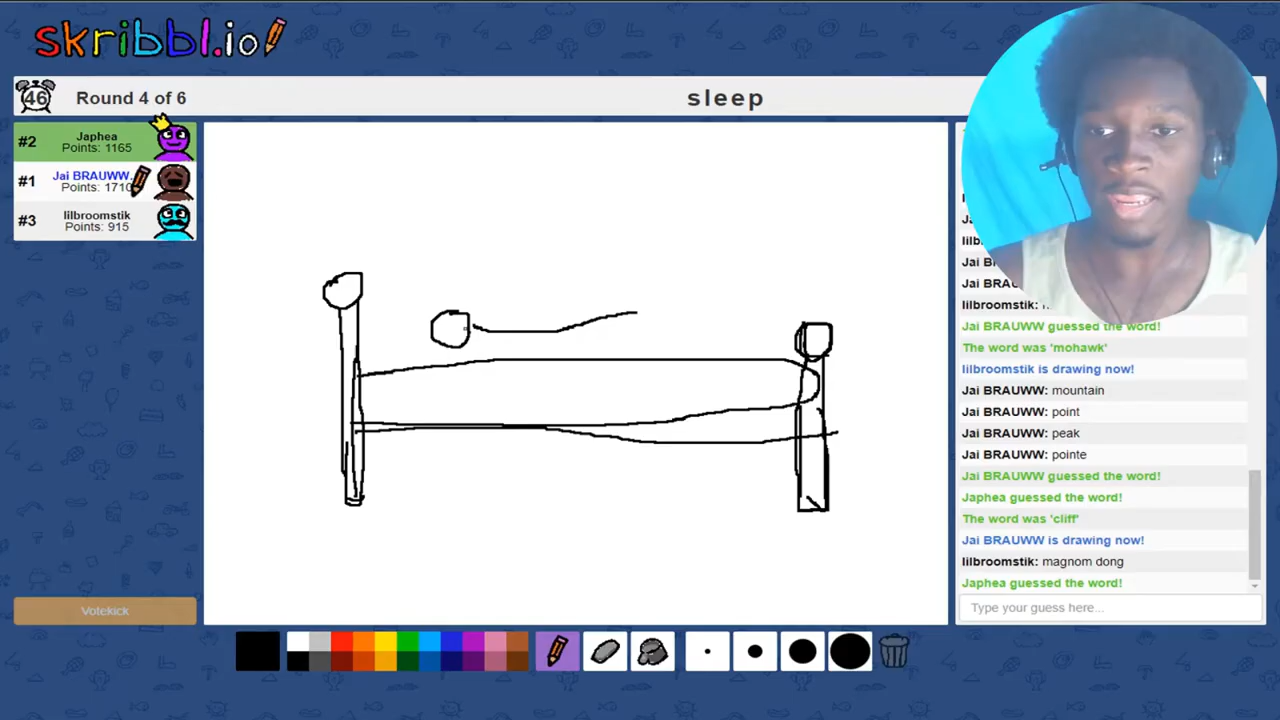 skribbl.io
46
Round 4 of 6
sleep
#2
Japhea
Points: 1165
#1
Jai BRAUWW.
Points: 1710
#3
lilbroomstik
Points: 915
Votekick
lilbroomstik:
Jai BRAUWW guessed the word!
The word was 'mohawk'
lilbroomstik is drawing now!
Jai BRAUWW: mountain
Jai BRAUWW: point
Jai BRAUWW: peak
Jai BRAUWW: pointe
Jai BRAUWW guessed the word!
Japhea guessed the word!
The word was 'cliff'
Jai BRAUWW is drawing now!
lilbroomstik: magnom dong
Japhea guessed the word!
Type your guess here...